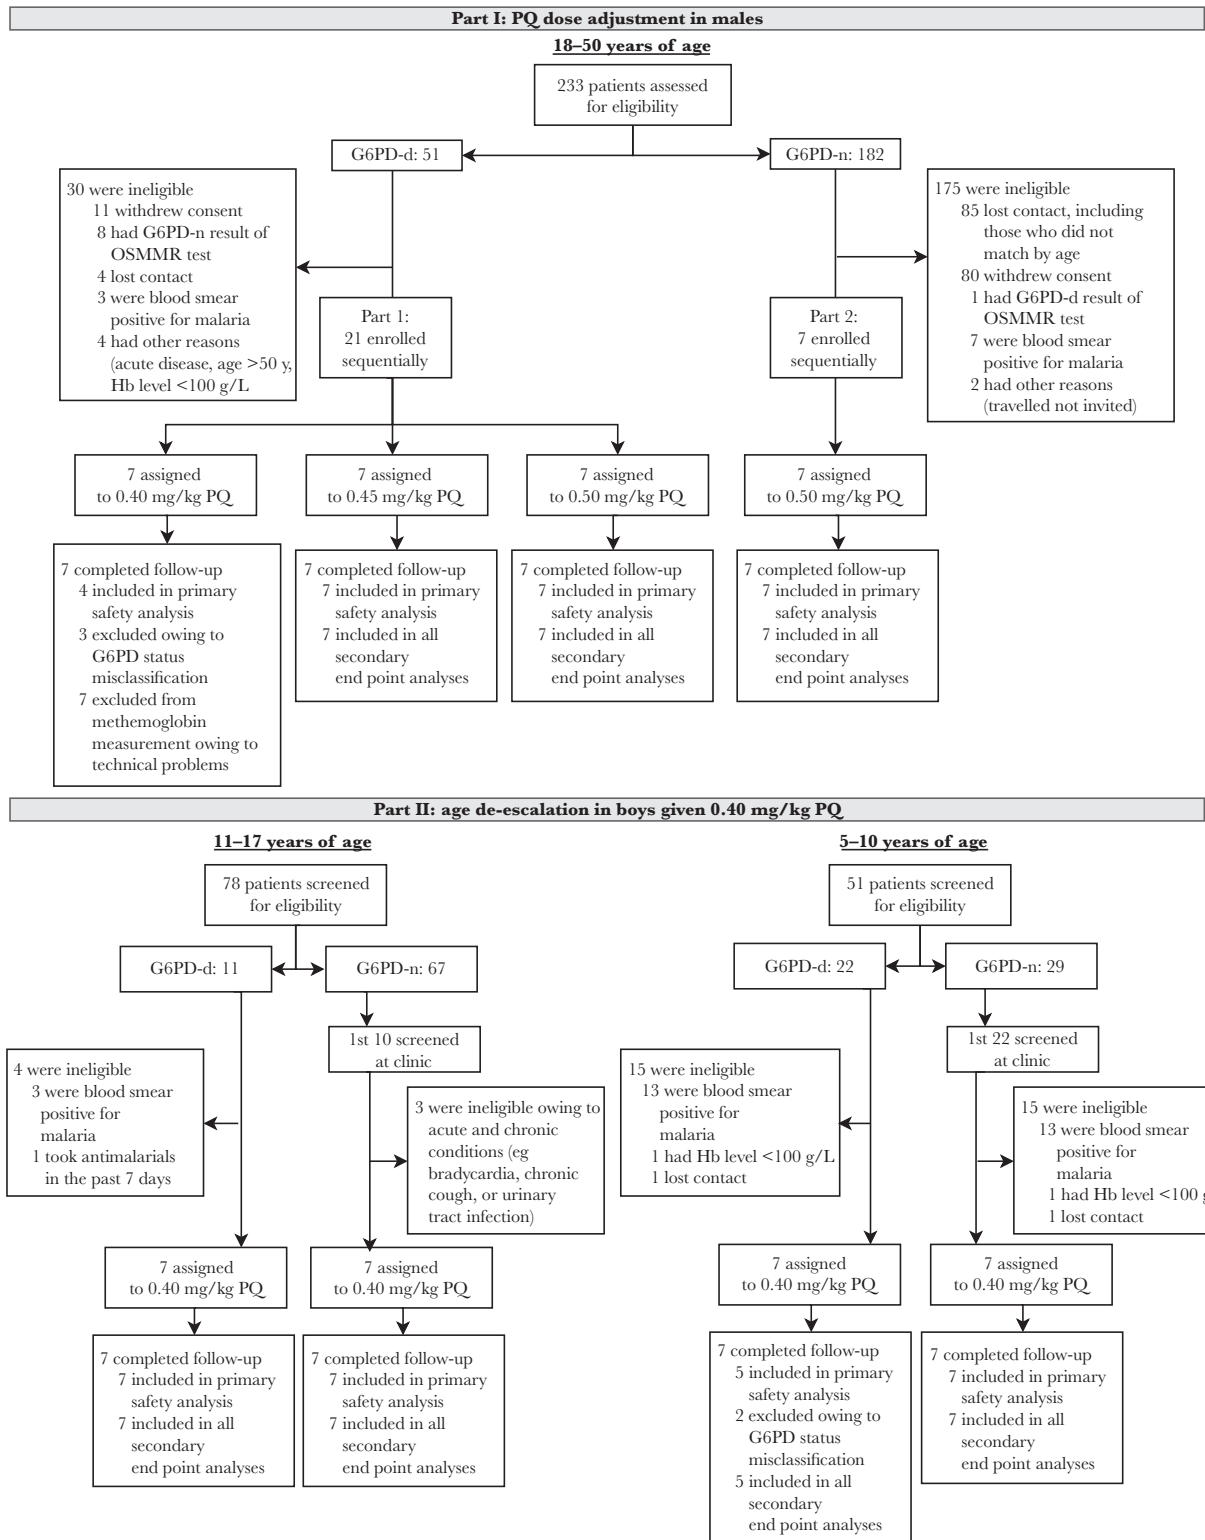 Part I: PQ dose adjustment in males
18–50 years of age
233 patients assessed
for eligibility
G6PD-d: 51
G6PD-n: 182
30 were ineligible
11 withdrew consent
8 had G6PD-n result of
OSMMR test
4 lost contact
3 were blood smear
positive for malaria
4 had other reasons
(acute disease, age >50 y,
Hb level <100 g/L
175 were ineligible
85 lost contact, including
those who did not
match by age
80 withdrew consent
1 had G6PD-d result of
OSMMR test
7 were blood smear
positive for malaria
2 had other reasons
(travelled not invited)
Part 1:
21 enrolled
sequentially
Part 2:
7 enrolled
sequentially
7 assigned
to 0.40 mg/kg PQ
7 assigned
to 0.45 mg/kg PQ
7 assigned
to 0.50 mg/kg PQ
7 assigned
to 0.50 mg/kg PQ
7 completed follow-up
4 included in primary
safety analysis
3 excluded owing to
G6PD status
misclassification
7 excluded from
methemoglobin
measurement owing to
technical problems
7 completed follow-up
7 included in primary
safety analysis
7 included in all
secondary
end point analyses
7 completed follow-up
7 included in primary
safety analysis
7 included in all
secondary
end point analyses
7 completed follow-up
7 included in primary
safety analysis
7 included in all
secondary
end point analyses
Part II: age de-escalation in boys given 0.40 mg/kg PQ
11–17 years of age
78 patients screened
for eligibility
G6PD-d: 11
G6PD-n: 67
1st 10 screened
at clinic
4 were ineligible
3 were blood smear
positive for
malaria
1 took antimalarials
in the past 7 days
3 were ineligible owing to
acute and chronic
conditions (eg
bradycardia, chronic
cough, or urinary
tract infection)
7 assigned
to 0.40 mg/kg PQ
7 assigned
to 0.40 mg/kg PQ
7 completed follow-up
7 included in primary
safety analysis
7 included in all
secondary
end point analyses
7 completed follow-up
7 included in primary
safety analysis
7 included in all
secondary
end point analyses
5–10 years of age
51 patients screened
for eligibility
G6PD-d: 22
G6PD-n: 29
1st 22 screened
at clinic
15 were ineligible
13 were blood smear
positive for
malaria
1 had Hb level <100 g/L
1 lost contact
15 were ineligible
13 were blood smear
positive for
malaria
1 had Hb level <100 g
1 lost contact
7 assigned
to 0.40 mg/kg PQ
7 assigned
to 0.40 mg/kg PQ
7 completed follow-up
5 included in primary
safety analysis
2 excluded owing to
G6PD status
misclassification
5 included in all
secondary
end point analyses
7 completed follow-up
7 included in primary
safety analysis
7 included in all
secondary
end point analyses